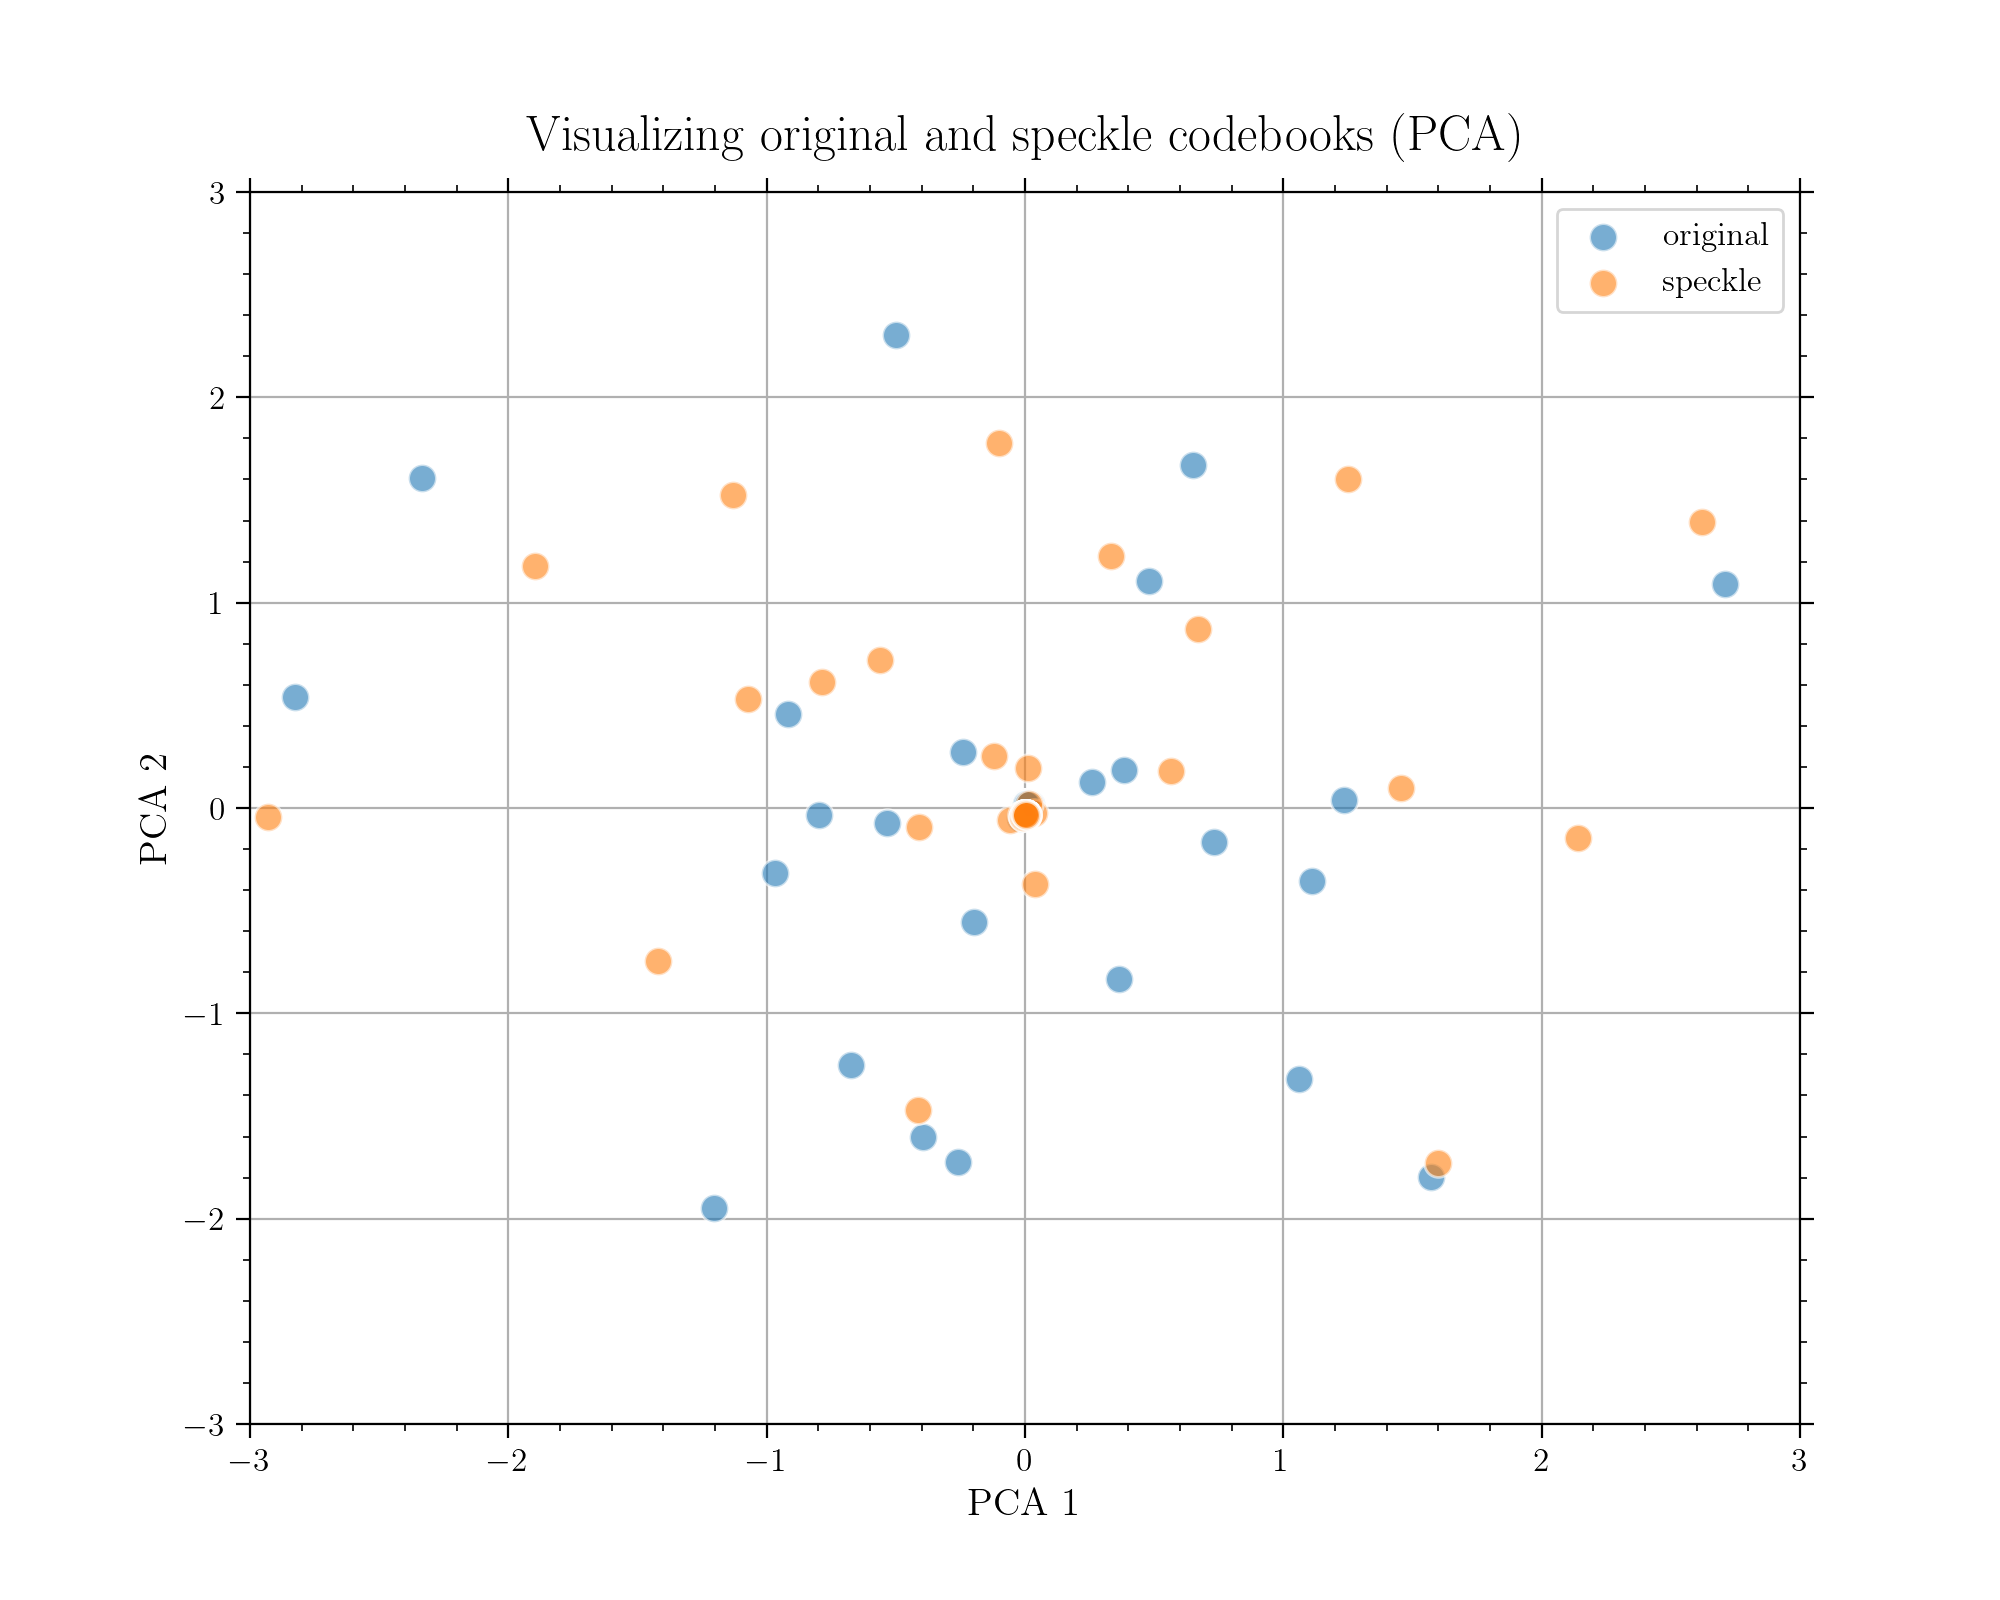 Visualizing original and speckle codebooks (PCA)
original
speckle
3
2
1
0
−1
−2
−3
PCA 2
−3
−2
−1
0
1
2
3
PCA 1